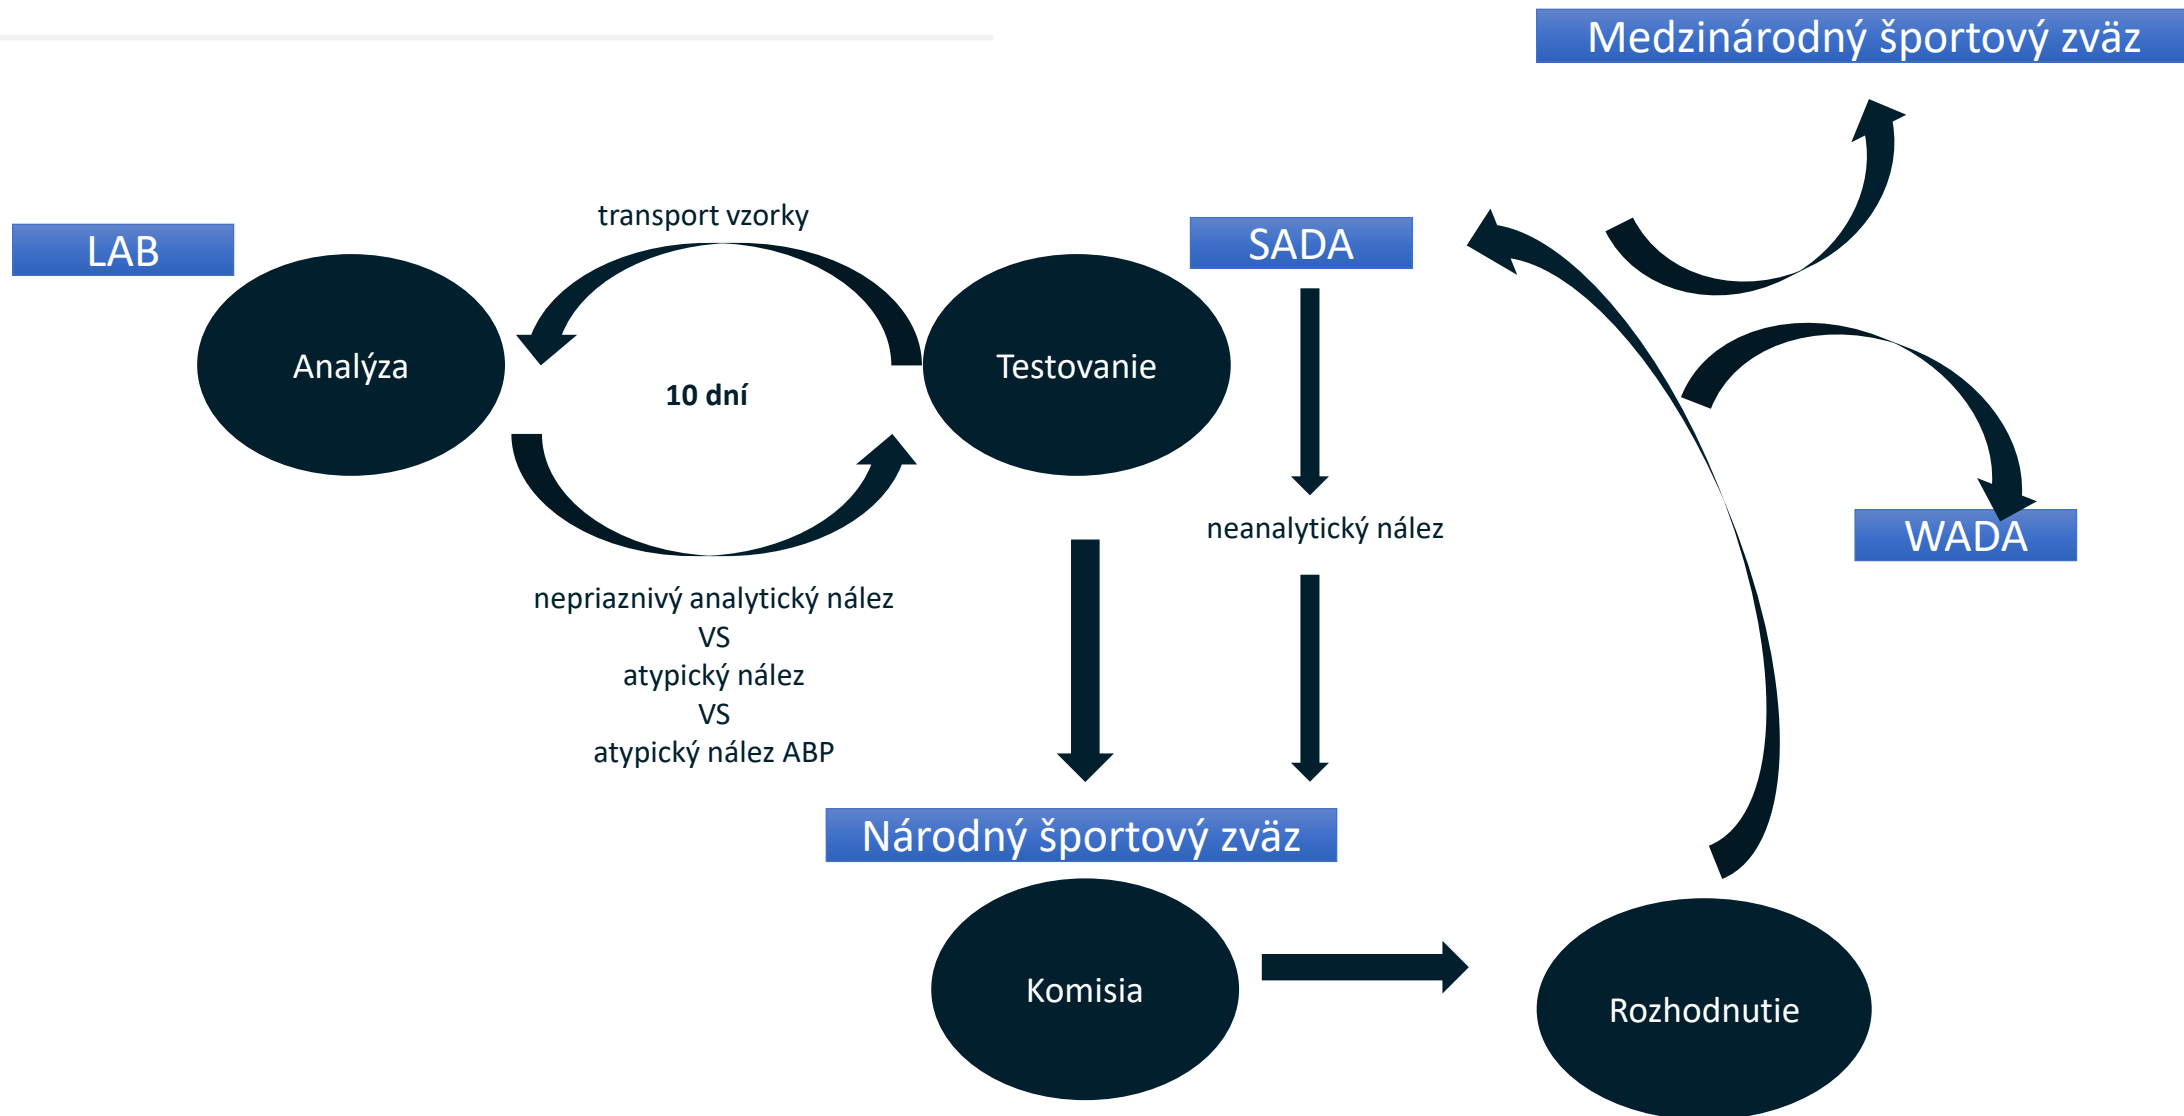 Medzinárodný športový zväz
transport vzorky
LAB
SADA
Analýza
Testovanie
10 dní
neanalytický nález
WADA
nepriaznivý analytický nález
VS
atypický nález
VS
atypický nález ABP
Národný športový zväz
Komisia
Rozhodnutie